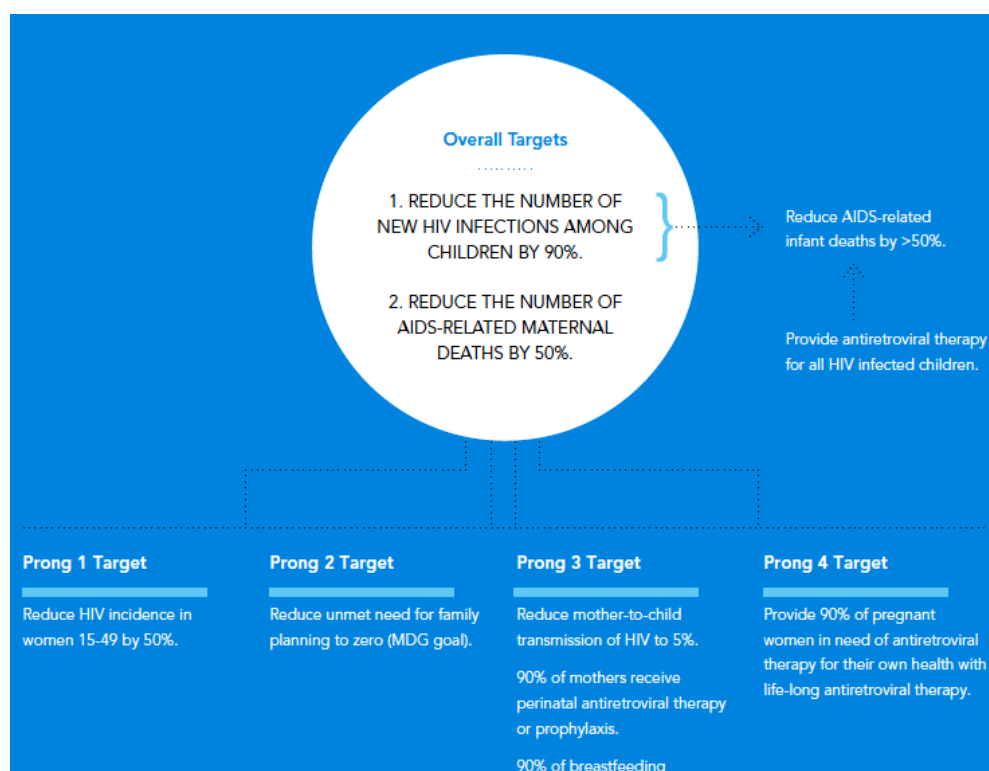 Overall Targets
1. REDUCE THE NUMBER OF
NEW HIV INFECTIONS AMONG
CHILDREN BY 90%.
2. REDUCE THE NUMBER OF
AIDS-RELATED MATERNAL
DEATHS BY 50%.
Reduce AIDS-related
infant deaths by >50%.
Provide antiretroviral therapy
for all HIV infected children.
Prong 1 Target
Reduce HIV incidence in
women 15-49 by 50%.
Prong 2 Target
Reduce unmet need for family
planning to zero (MDG goal).
Prong 3 Target
Reduce mother-to-child
transmission of HIV to 5%.
90% of mothers receive
perinatal antiretroviral therapy
or prophylaxis.
90% of breastfeeding
Prong 4 Target
Provide 90% of pregnant
women in need of antiretroviral
therapy for their own health with
life-long antiretroviral therapy.